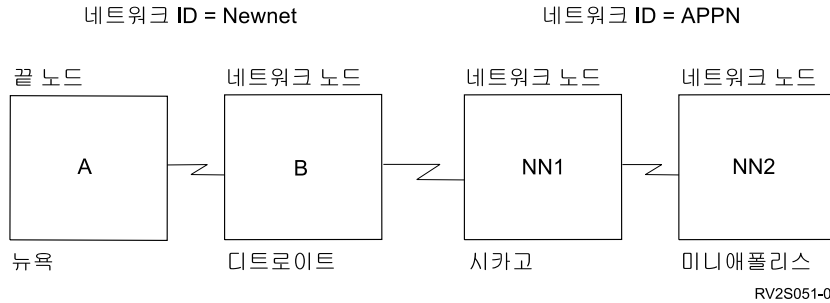 네트워크 ID = Newnet
네트워크 ID = APPN
끝 노드
네트워크 노드
네트워크 노드
네트워크 노드
A
B
NN1
NN2
뉴욕
디트로이트
시카고
미니애폴리스
RV2S051-0